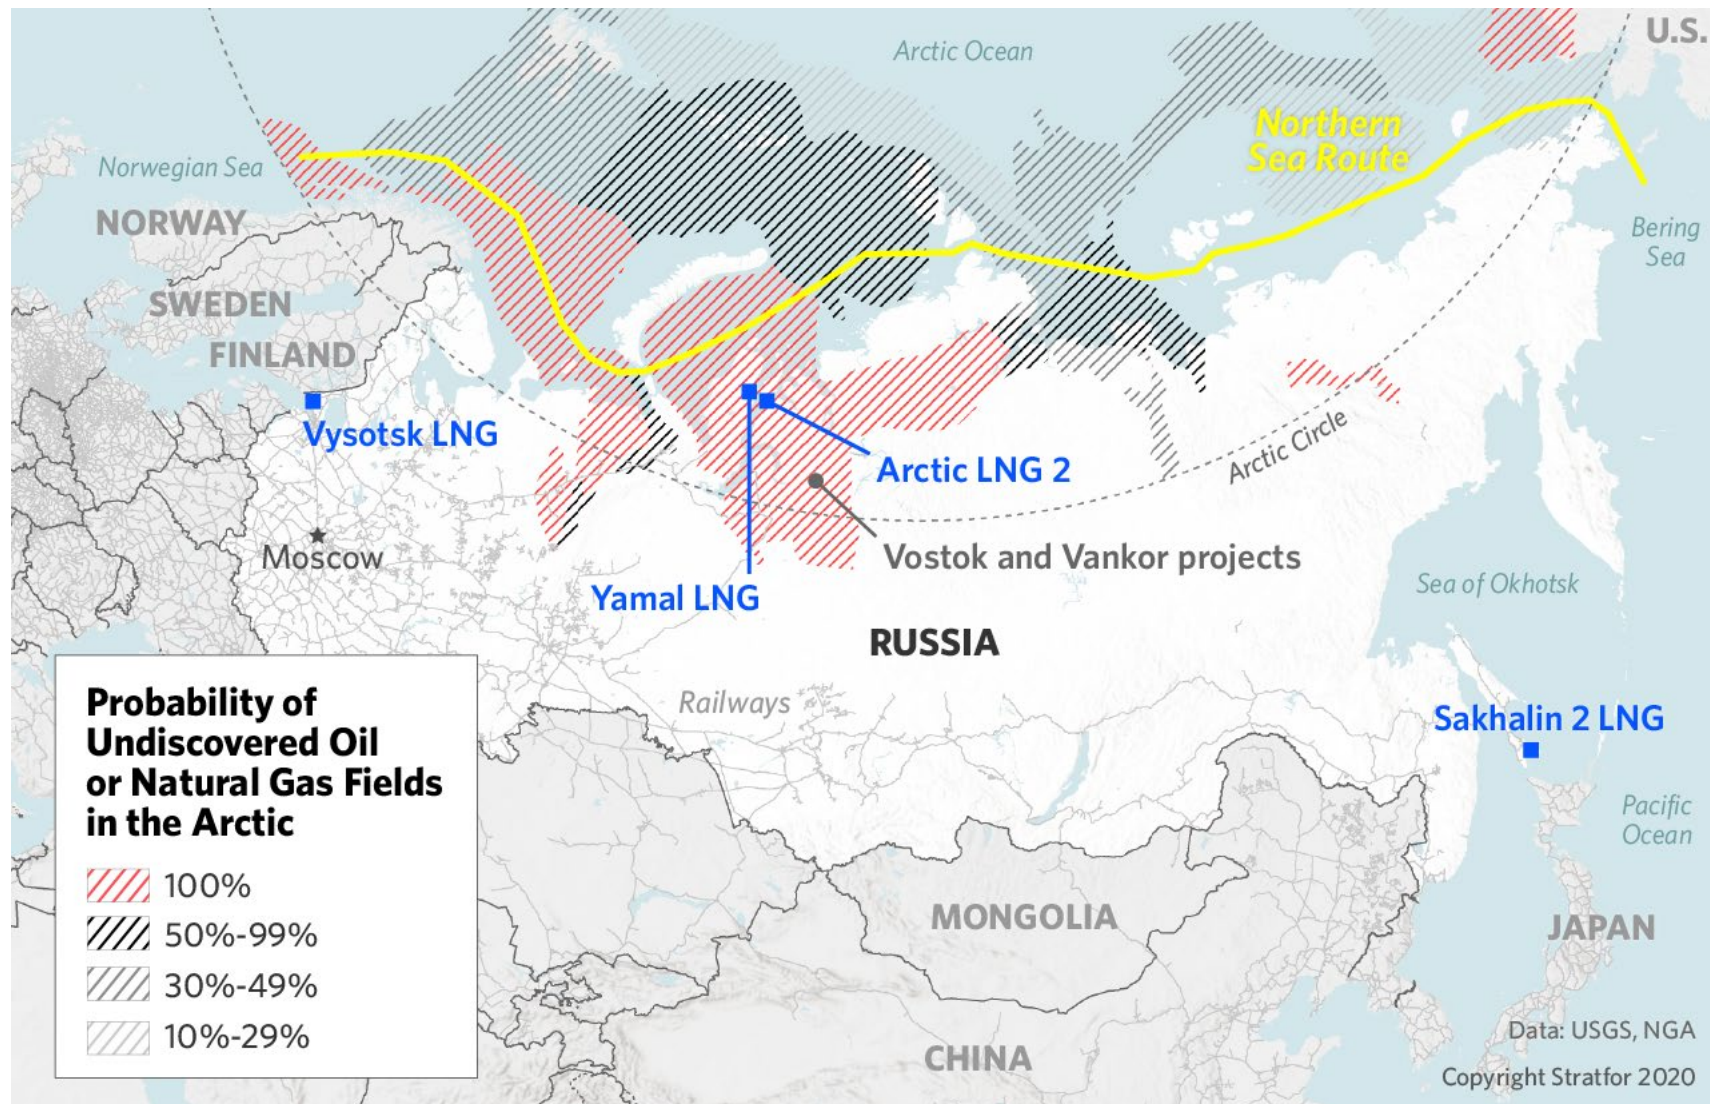 U.S.
Arctic Ocean
Northern
Sea Route
Norwegian Sea
NORWAY
Bering
Sea
SWEDEN
FINLAND
Vysotsk LNG
Arctic Circle
Arctic LNG 2
Moscow
Vostok and Vankor projects
Yamal LNG
Sea of Okhotsk
RUSSIA
Railways
Sakhalin 2 LNG
Pacific
Ocean
Probability of
Undiscovered Oil
or Natural Gas Fields
in the Arctic
100%
50%-99%
30%-49%
10%-29%
MONGOLIA
JAPAN
CHINA
Data: USGS, NGA
Copyright Stratfor 2020